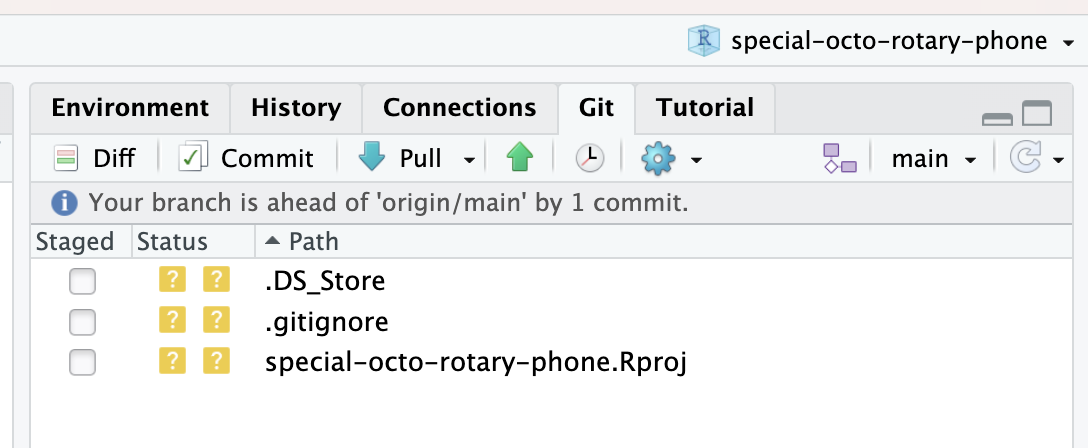 special-octo-rotary-phone
Environment History Connections Git Tutorial
Diff Commit Pull main
Your branch is ahead of 'origin/main' by 1 commit.
Staged Status Path
? ? .DS_Store
? ? .gitignore
? ? special-octo-rotary-phone.Rproj